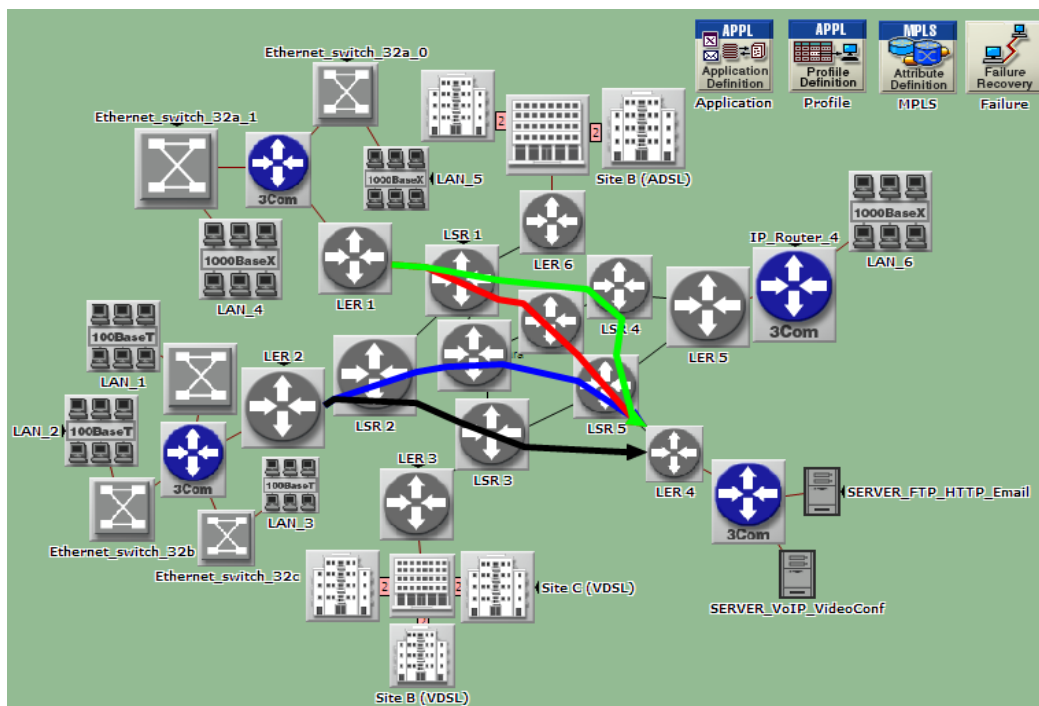 Ethernet_switch_32a_0
APPL
Application
Definition
Application
APPL
Profile
Definition
Profile
MPLS
Attribute
Definition
MPLS
Failure
Recovery
Failure
Ethernet_switch_32a_1
2
2
Site B (ADSL)
3Com
1000BaseX
LAN_5
1000BaseX
LAN_4
LER 1
LSR 1
LER 6
IP_Router_4
1000BaseX
LAN_6
LSR 4
LER 5
3Com
100BaseT
LAN_1
LER 2
LSR 2
LSR 5
LAN_2
100BaseT
3Com
LER 3
LSR 3
LER 4
100BaseT
LAN_3
Ethernet_switch_32b
Ethernet_switch_32c
3Com
SERVER_FTP_HTTP_Email
SERVER_VoIP_VideoConf
2
2
2
Site C (VDSL)
Site B (VDSL)